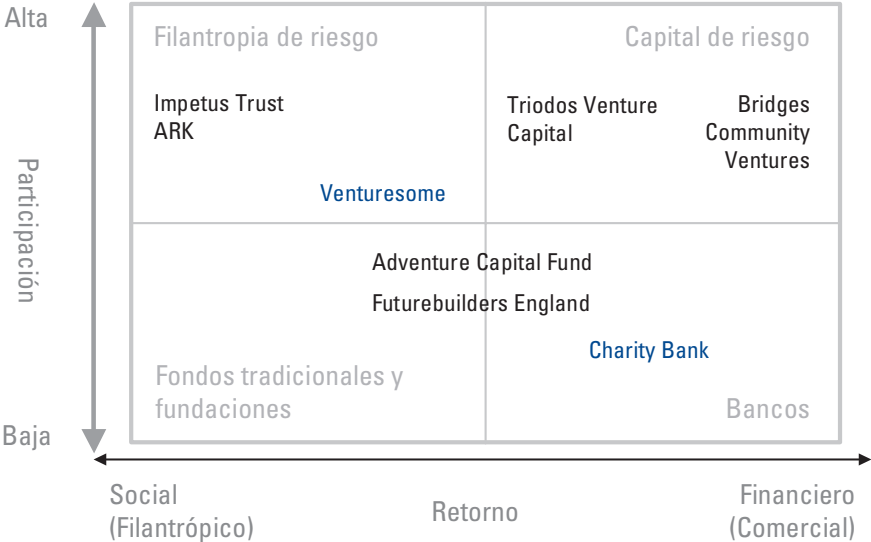 Alta
Filantropia de riesgo
Capital de riesgo
Impetus Trust
ARK
Triodos Venture
Capital
Bridges
Community
Ventures
Venturesome
Participación
Adventure Capital Fund
Futurebuilders England
Charity Bank
Fondos tradicionales y
fundaciones
Bancos
Baja
Social
(Filantrópico)
Retorno
Financiero
(Comercial)